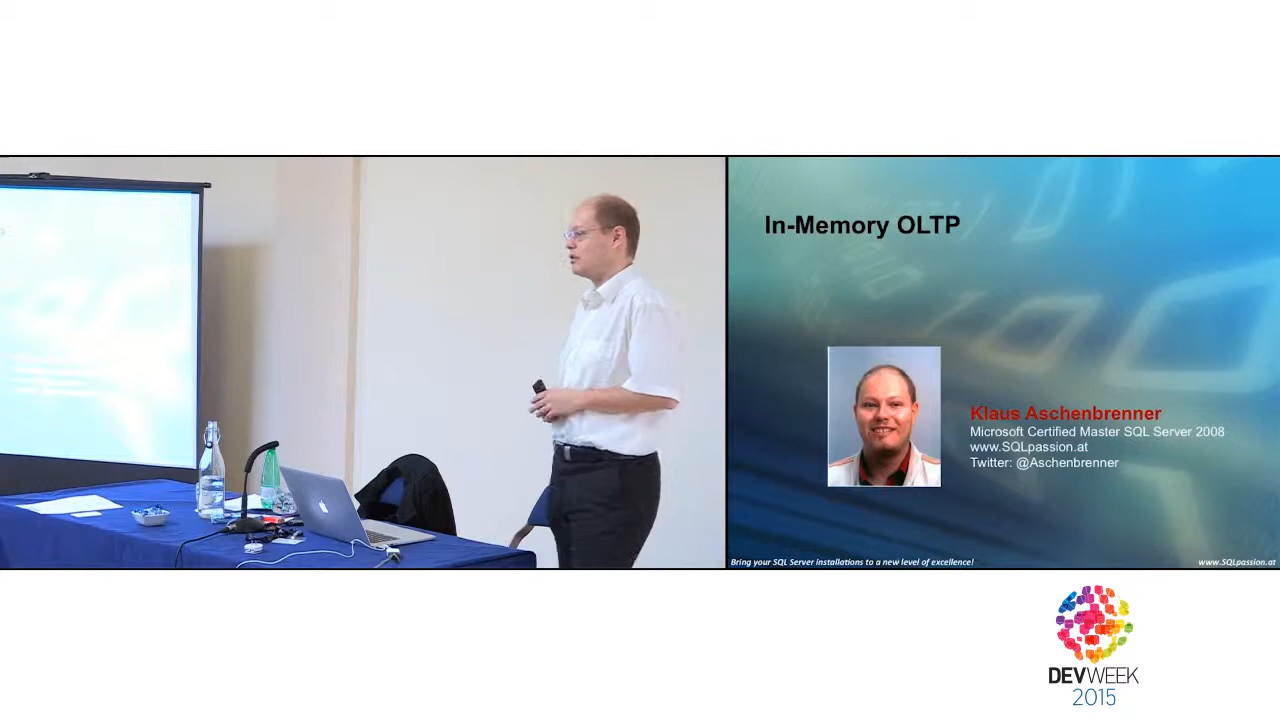 In-Memory OLTP
Klaus Aschenbrenner
Microsoft Certified Master SQL Server 2008
www.SQLpassion.at
Twitter: @Aschenbrenner
Bring your SQL Server installations to a new level of excellence!
www.SQLpassion.at
DEVWEEK
2015